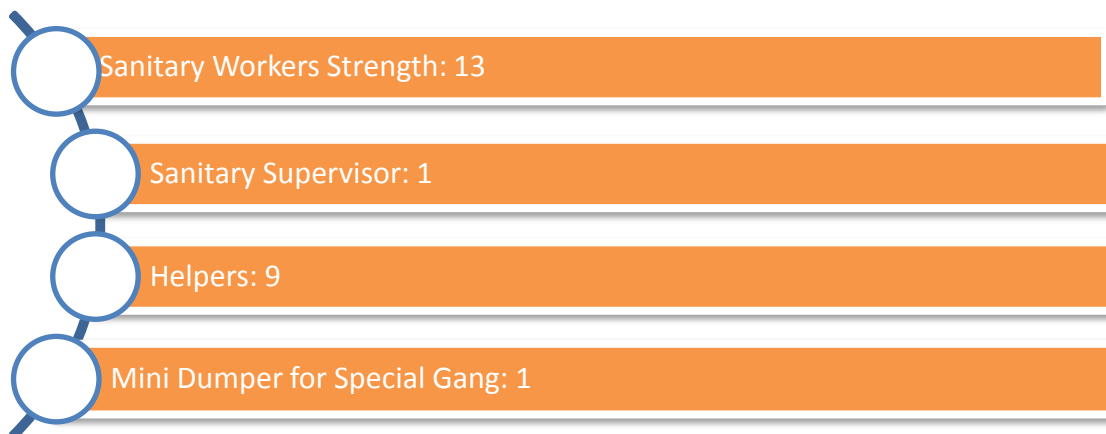 Sanitary Workers Strength: 13
Sanitary Supervisor: 1
Helpers: 9
Mini Dumper for Special Gang: 1